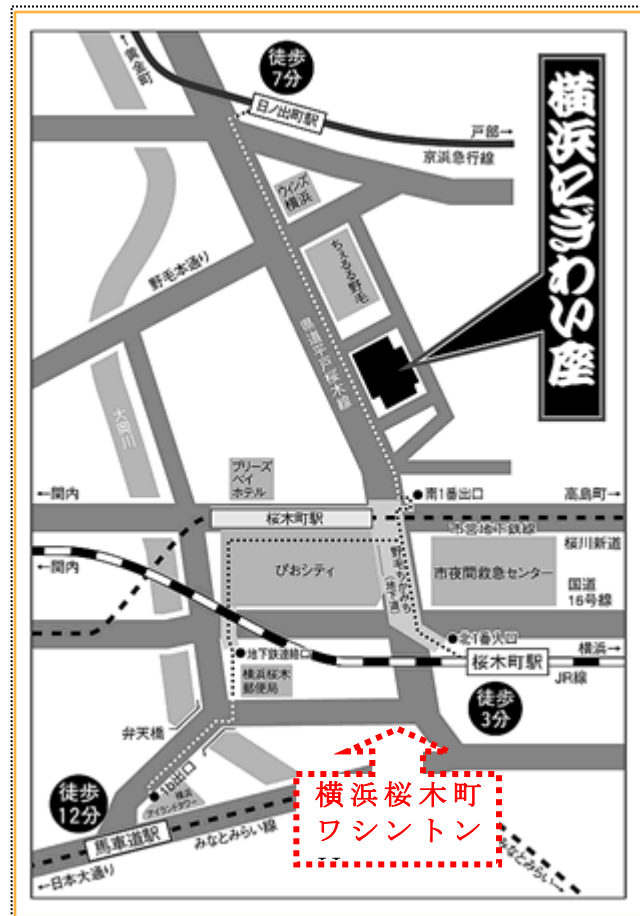 ↑黄金町
徒歩
7分
日ノ出町駅
戸部→
京浜急行線
横浜にぎわい座
ウィンズ
横浜
ちぇるる野毛
野毛本通り
県道平戸桜木線
大岡川
ブリーズ
ベイ
ホテル
←関内
南1番出口
高島町→
桜木町駅
市営地下鉄線
桜川新道
←関内
ぴおシティ
野毛ちかみち
(地下道)
市夜間救急センター
国道
16号線
北1番入口
横浜→
地下鉄連絡口
桜木町駅
JR線
横浜桜木
郵便局
徒歩
3分
弁天橋
1b出口
横浜
アイランドタワー
横浜桜木町
ワシントン
徒歩
12分
馬車道駅
みなとみらい線
みなとみらい→
←日本大通り